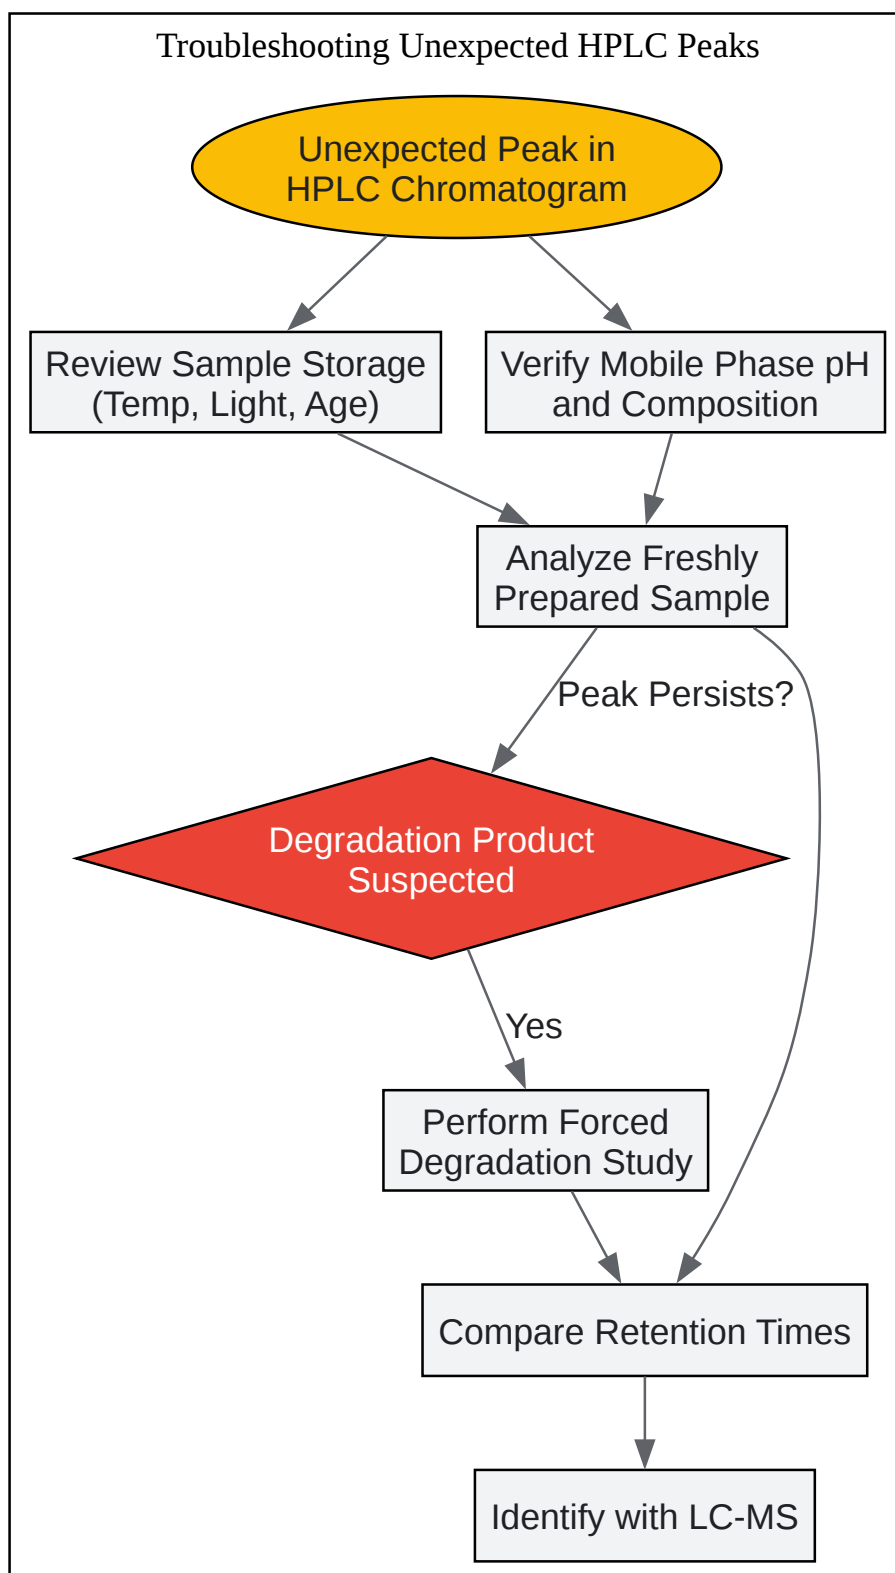 Troubleshooting Unexpected HPLC Peaks
Unexpected Peak in
HPLC Chromatogram
Review Sample Storage
(Temp, Light, Age)
Verify Mobile Phase pH
and Composition
Analyze Freshly
Prepared Sample
Peak Persists?
Degradation Product
Suspected
Yes
Perform Forced
Degradation Study
Compare Retention Times
Identify with LC-MS